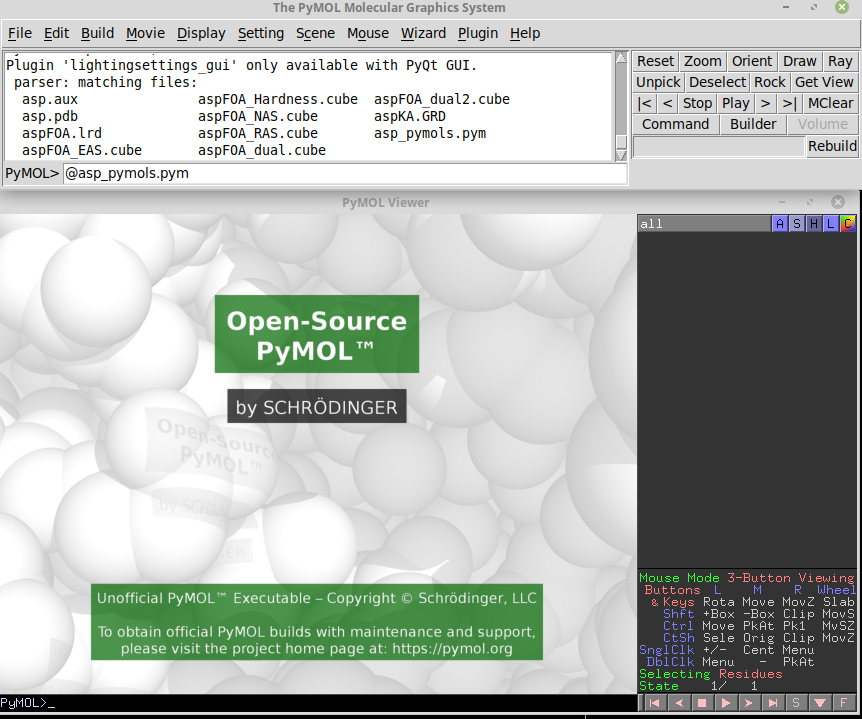 The PyMOL Molecular Graphics System
File Edit Build Movie Display Setting Scene Mouse Wizard Plugin Help
Plugin 'lightingsettings_gui' only available with PyQt GUI.
parser: matching files:
asp.aux aspFOA_Hardness.cube aspFOA_dual2.cube
asp.pdb aspFOA_NAS.cube aspKA.GRD
aspFOA.lrd aspFOA_RAS.cube asp_pymols.pym
aspFOA_EAS.cube aspFOA_dual.cube
PyMOL> @asp_pymols.pym
Reset Zoom Orient Draw Ray
Unpick Deselect Rock Get View
|< < Stop Play > >| MClear
Command Builder Volume
Rebuild
PyMOL Viewer
Open-Source
PyMOL™
by SCHRÖDINGER
Open-Source
PyMOL™
Unofficial PyMOL™ Executable – Copyright © Schrödinger, LLC
To obtain official PyMOL builds with maintenance and support,
please visit the project home page at: https://pymol.org
PyMOL>_
all A S H L C
Mouse Mode 3-Button Viewing
Buttons L M R Wheel
& Keys Rota Move MovZ Slab
Shft +Box -Box Clip MovS
Ctrl Move PkAt Pk1 MvSZ
CtSh Sele Orig Clip MovZ
SnglClk +/- Cent Menu
DblClk Menu - PkAt
Selecting Residues
State 1/ 1
S F